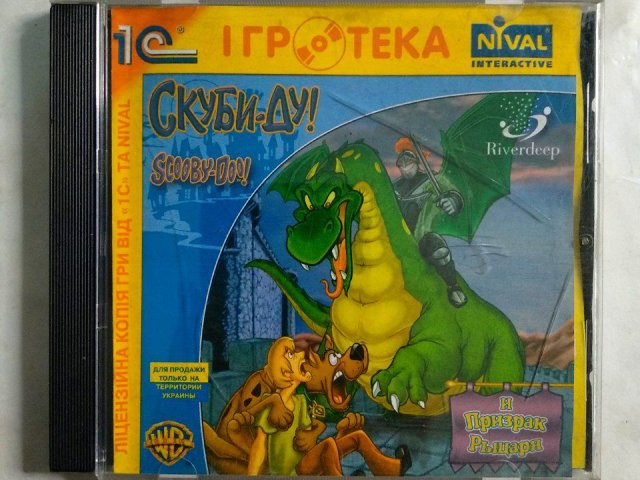 1С®
ІГРОТЕКА
NIVAL
INTERACTIVE
ЛІЦЕНЗІЙНА КОПІЯ ГРИ ВІД «1С» ТА NIVAL
СКУБИ-ДУ!
SCOOBY-DOO!
Riverdeep
ДЛЯ ПРОДАЖИ
ТОЛЬКО НА
ТЕРРИТОРИИ
УКРАИНЫ
WB
и
Призрак
Рыцаря